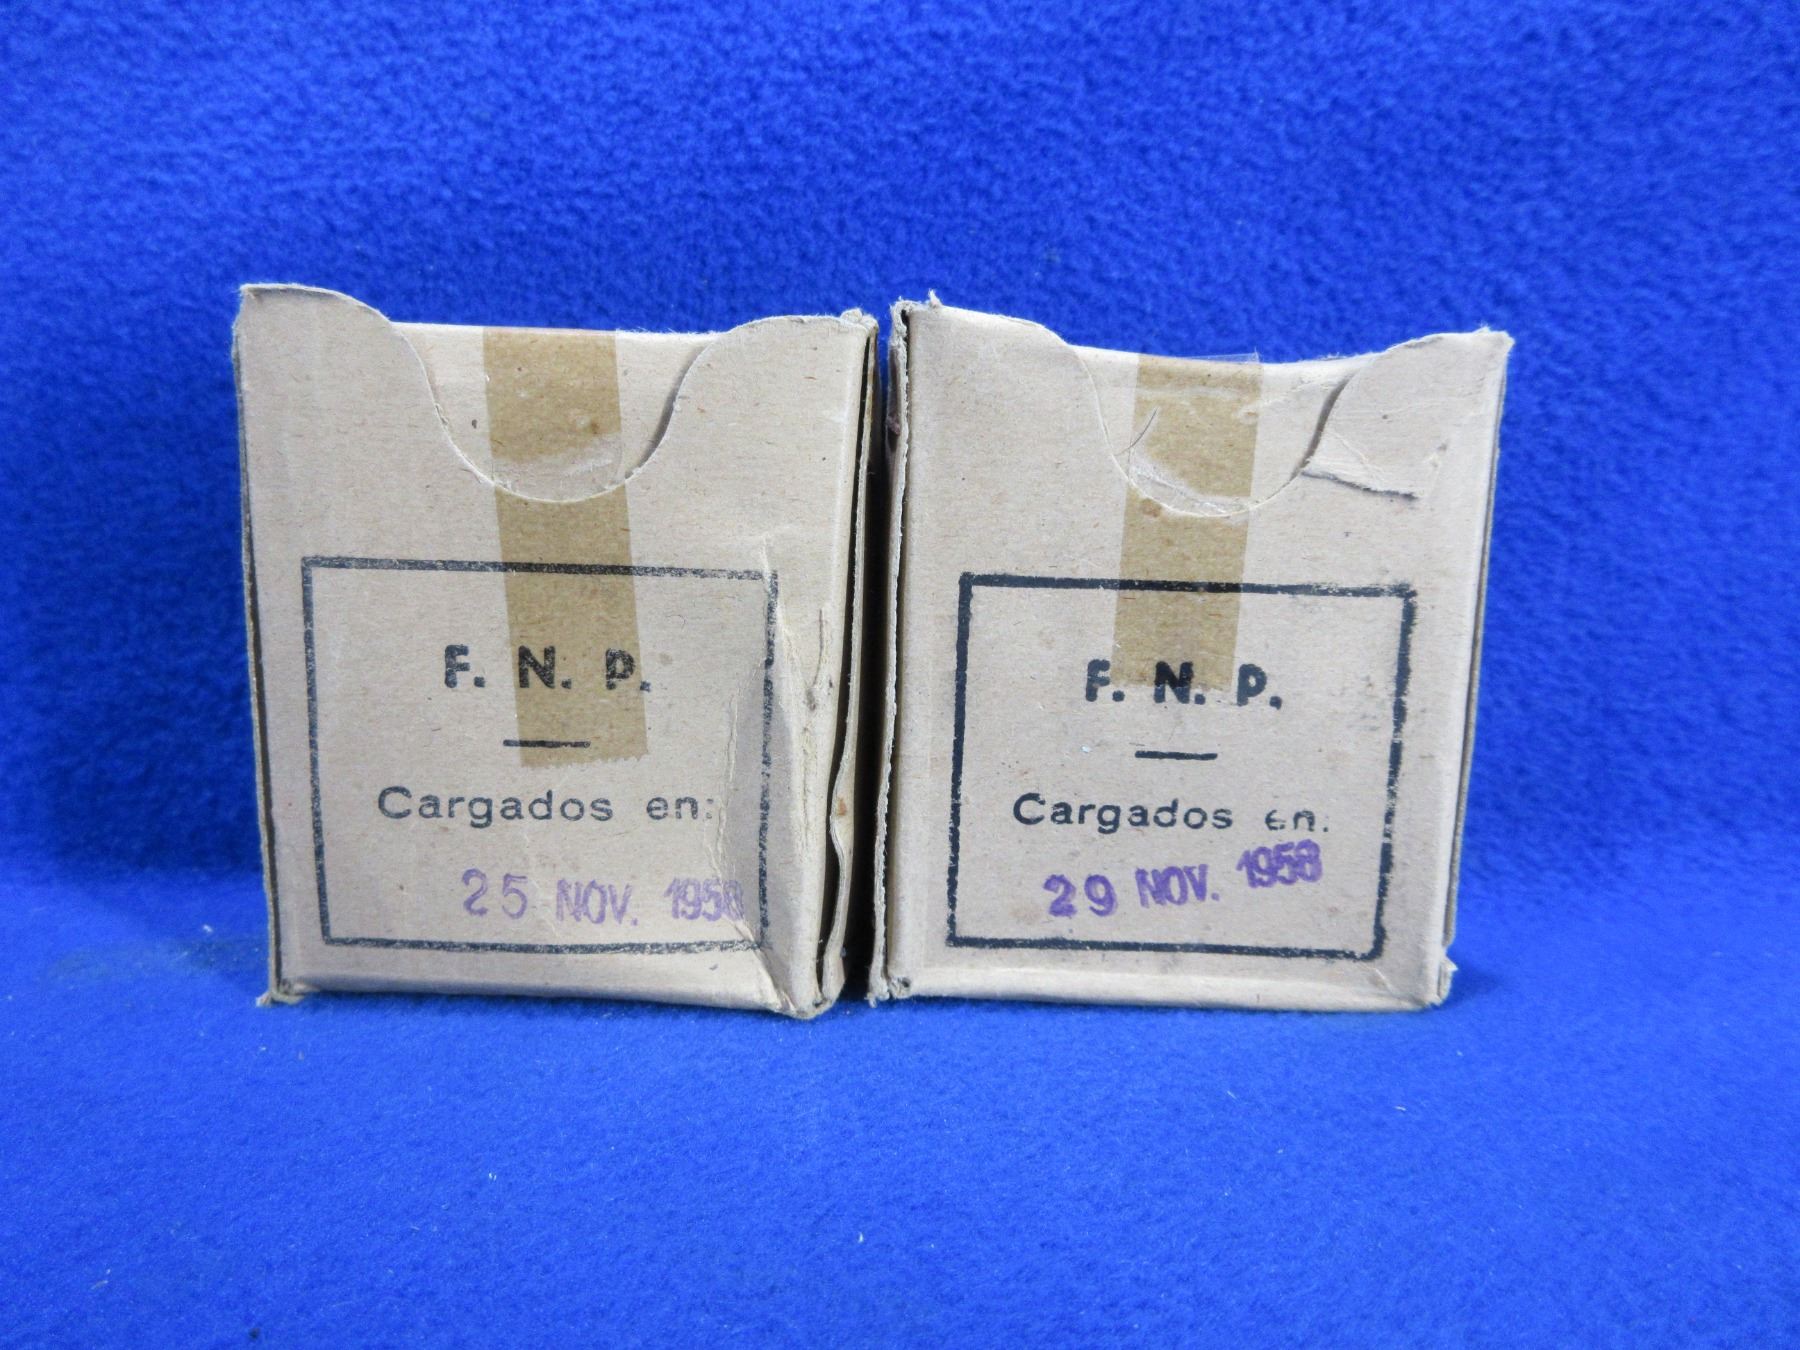 F. N. P.
Cargados en:
25 NOV. 1958
F. N. P.
Cargados en:
29 NOV. 1958